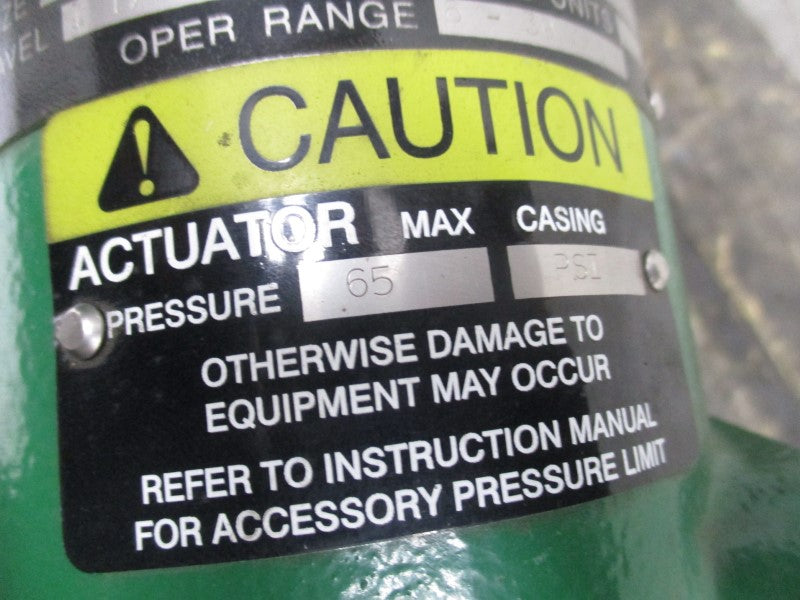 OPER RANGE
UNITS
CAUTION
ACTUATOR MAX CASING
PRESSURE 65 PSI
OTHERWISE DAMAGE TO
EQUIPMENT MAY OCCUR
REFER TO INSTRUCTION MANUAL
FOR ACCESSORY PRESSURE LIMIT